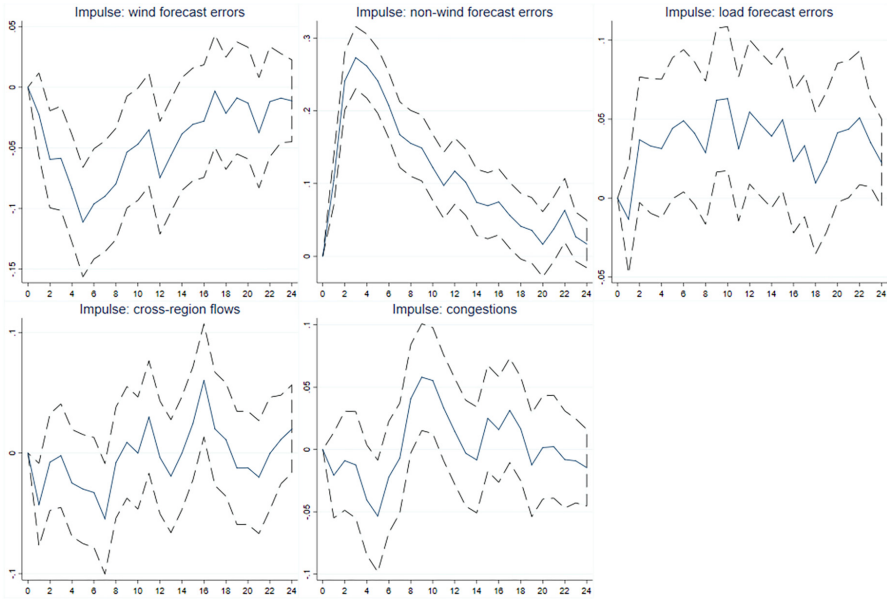 Impulse: wind forecast errors
.05
0
-.05
-.1
-.15
0 2 4 6 8 10 12 14 16 18 20 22 24
Impulse: non-wind forecast errors
.3
.2
.1
0
0 2 4 6 8 10 12 14 16 18 20 22 24
Impulse: load forecast errors
.1
.05
0
-.05
0 2 4 6 8 10 12 14 16 18 20 22 24
Impulse: cross-region flows
.1
0
-.1
0 2 4 6 8 10 12 14 16 18 20 22 24
Impulse: congestions
.1
.05
0
-.05
-.1
0 2 4 6 8 10 12 14 16 18 20 22 24